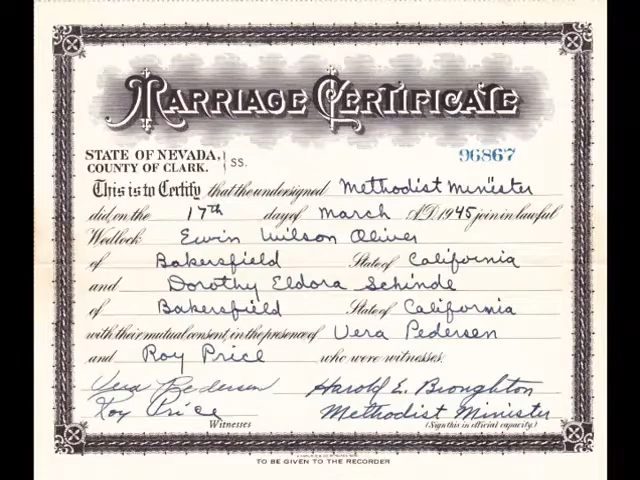 MARRIAGE CERTIFICATE
96867
STATE OF NEVADA,
COUNTY OF CLARK. } SS.
This is to Certify that the undersigned Methodist Minister
did, on the 17th day of March A.D. 1945 join in lawful
Wedlock Erwin Wilson Oliver
of Bakersfield State of California
and Dorothy Eldora Schinde
of Bakersfield State of California
with their mutual consent, in the presence of Vera Pedersen
and Roy Price who were witnesses.
Vera Pedersen Harold E. Broughton
Roy Price Methodist Minister
Witnesses (Sign this in official capacity.)
TO BE GIVEN TO THE RECORDER